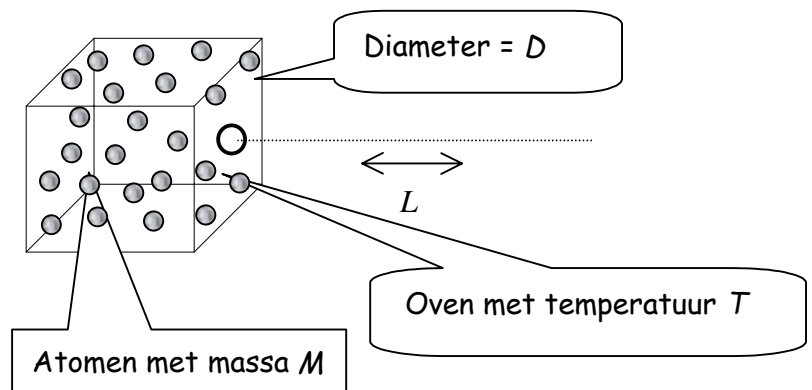 Diameter = D
L
Oven met temperatuur T
Atomen met massa M